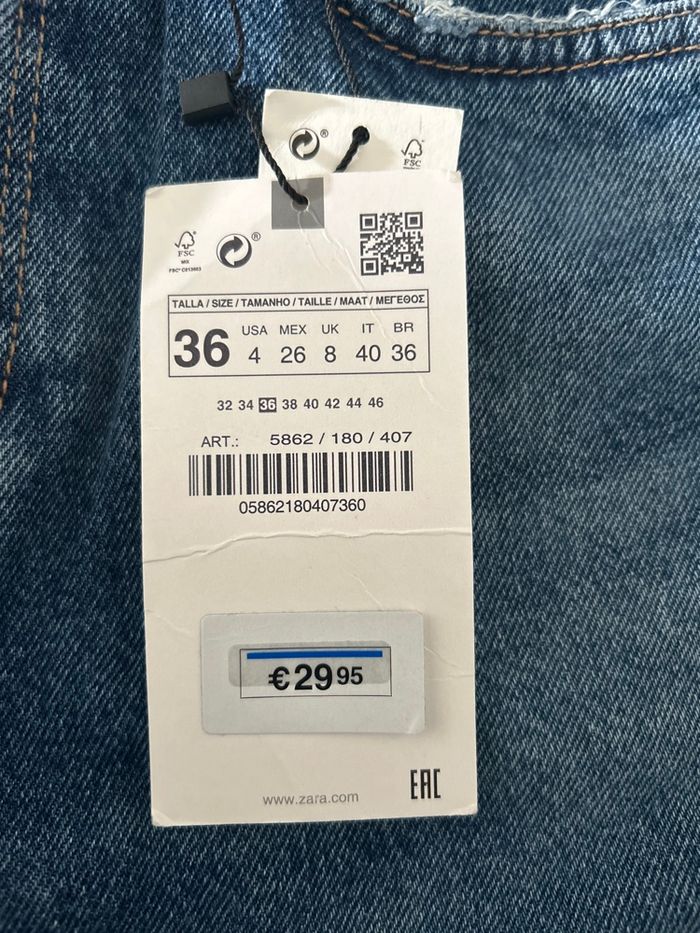 ®
FSC
FSC
MIX
FSC® C013603
®
TALLA / SIZE / TAMANHO / TAILLE / MAAT / ΜΕΓΕΘΟΣ
36
USA MEX UK IT BR
4 26 8 40 36
32 34 36 38 40 42 44 46
ART.: 5862 / 180 / 407
05862180407360
€29 95
www.zara.com
EAC